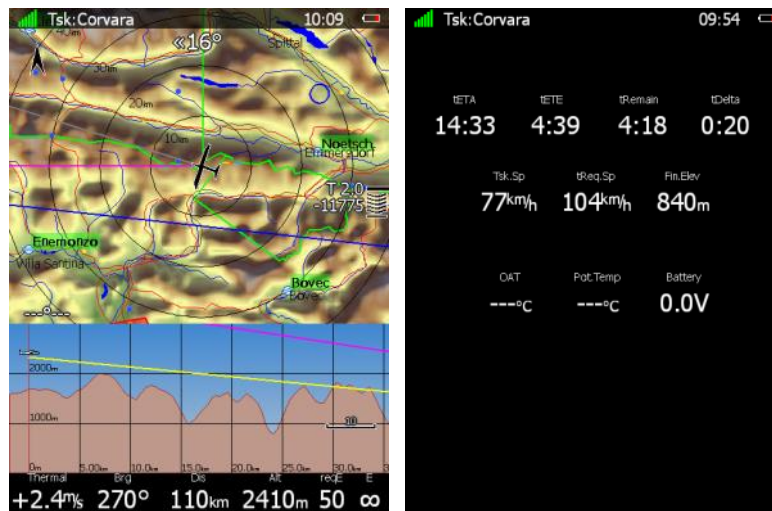 Tsk:Corvara 10:09
«16°
40km
Spittal
30km
20km
10km
Noetsch
Emmersdorf
T 2.0
-11775
Enemonzo
Villa Santina
Bovec
Bovec
---°---
2000m
1000m
10
0m 5.00km 10.0km 15.0km 20.0km 25.0km 30.0km
Thermal Brg Dis Alt reqE E
+2.4m/s 270° 110km 2410m 50 ∞
Tsk:Corvara 09:54
tETA tETE tRemain tDelta
14:33 4:39 4:18 0:20
Tsk.Sp tReq.Sp Fin.Elev
77km/h 104km/h 840m
OAT Pot.Temp Battery
---°C ---°C 0.0V